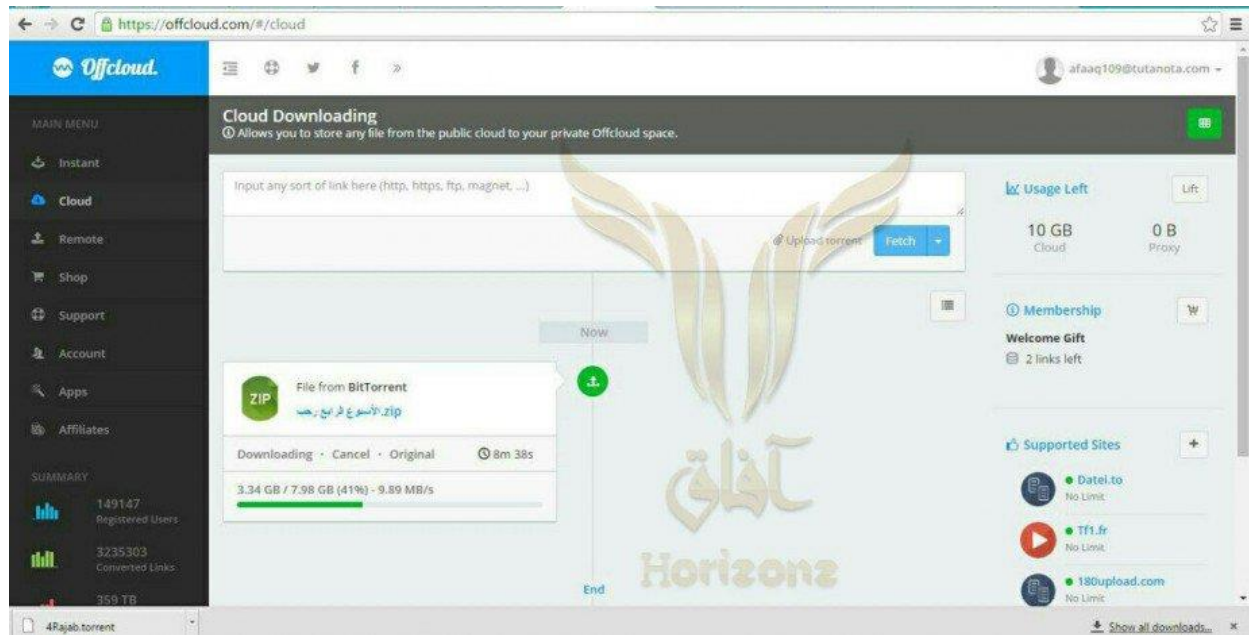 https://offcloud.com/#/cloud
Offcloud.
afaaq109@tutanota.com
MAIN MENU
Instant
Cloud
Remote
Shop
Support
Account
Apps
Affiliates
SUMMARY
149147
Registered Users
3235303
Converted Links
359 TB
Cloud Downloading
Allows you to store any file from the public cloud to your private Offcloud space.
Input any sort of link here (http, https, ftp, magnet, ...)
Upload torrent
Fetch
Now
ZIP
File from BitTorrent
الأسبوع الرابع رجب.zip
Downloading · Cancel · Original
8m 38s
3.34 GB / 7.98 GB (41%) - 9.89 MB/s
End
آفاق
Horizons
Usage Left
Lift
10 GB
0 B
Cloud
Proxy
Membership
Welcome Gift
2 links left
Supported Sites
Datei.to
No Limit
Tf1.fr
No Limit
180upload.com
No Limit
4Rajab.torrent
Show all downloads...